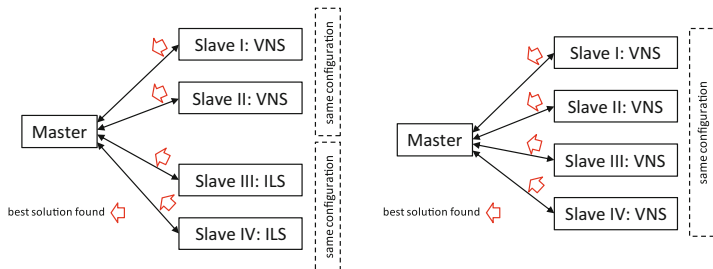 Slave I: VNS
Slave II: VNS
Master
Slave III: ILS
best solution found
Slave IV: ILS
same configuration
same configuration
Slave I: VNS
Slave II: VNS
Master
Slave III: VNS
best solution found
Slave IV: VNS
same configuration